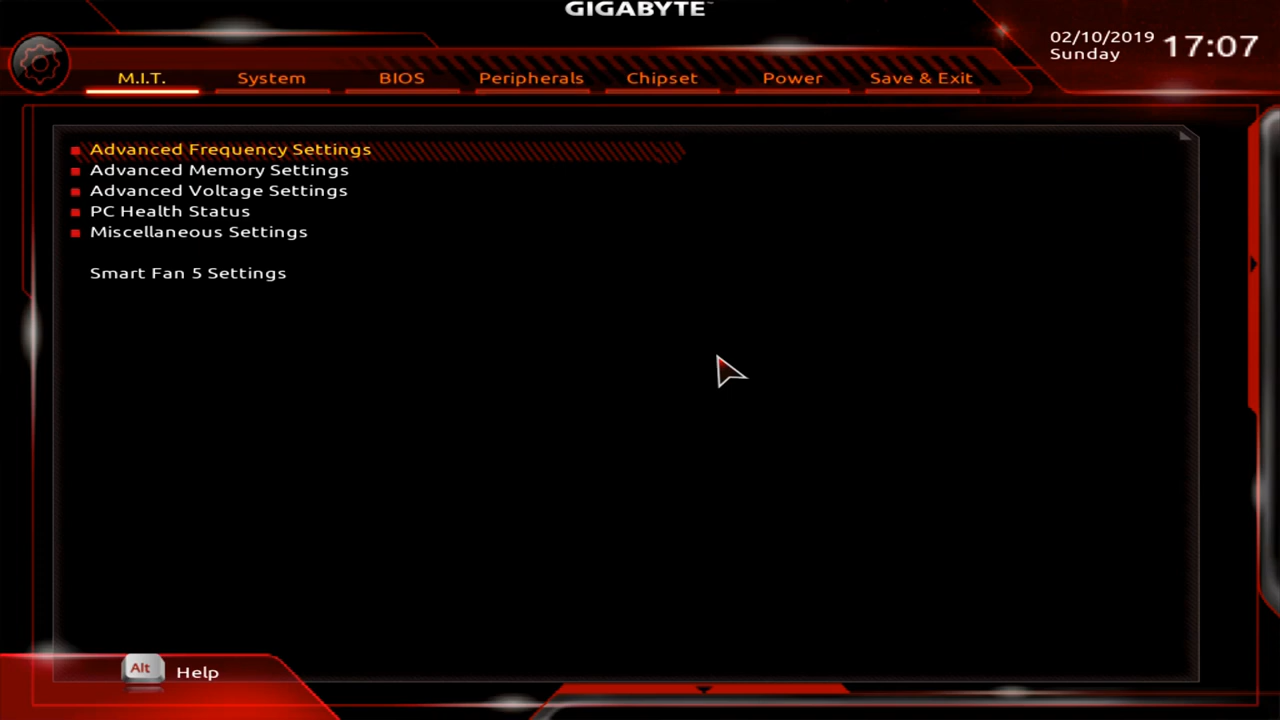 GIGABYTE™
02/10/2019
Sunday
17:07
M.I.T. System BIOS Peripherals Chipset Power Save & Exit
Advanced Frequency Settings
Advanced Memory Settings
Advanced Voltage Settings
PC Health Status
Miscellaneous Settings
Smart Fan 5 Settings
Alt Help